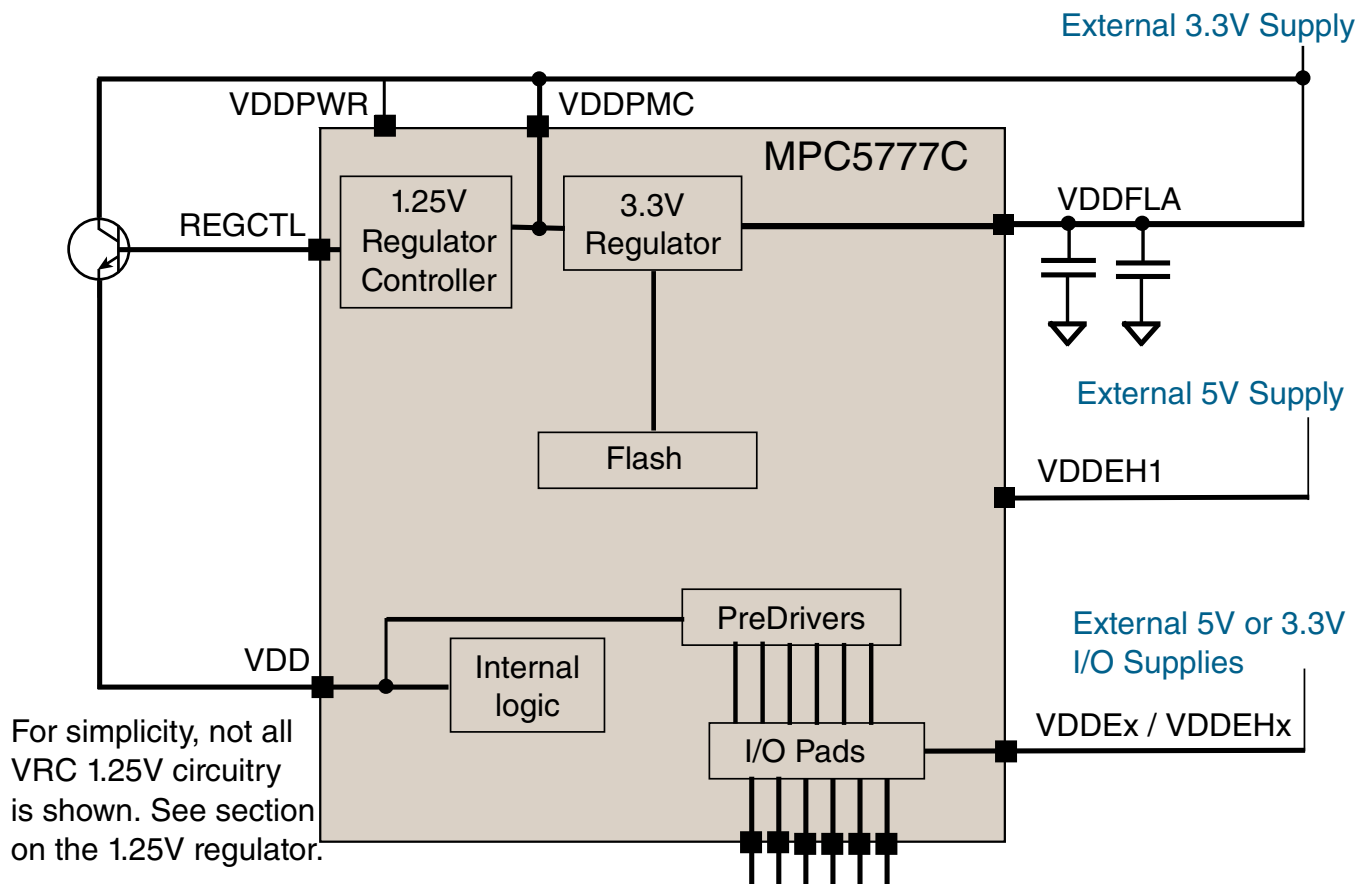 External 3.3V Supply
VDDPWR
VDDPMC
MPC5777C
1.25V
Regulator
Controller
3.3V
Regulator
REGCTL
VDDFLA
External 5V Supply
Flash
VDDEH1
PreDrivers
External 5V or 3.3V
I/O Supplies
VDD
Internal
logic
VDDEx / VDDEHx
I/O Pads
For simplicity, not all
VRC 1.25V circuitry
is shown. See section
on the 1.25V regulator.